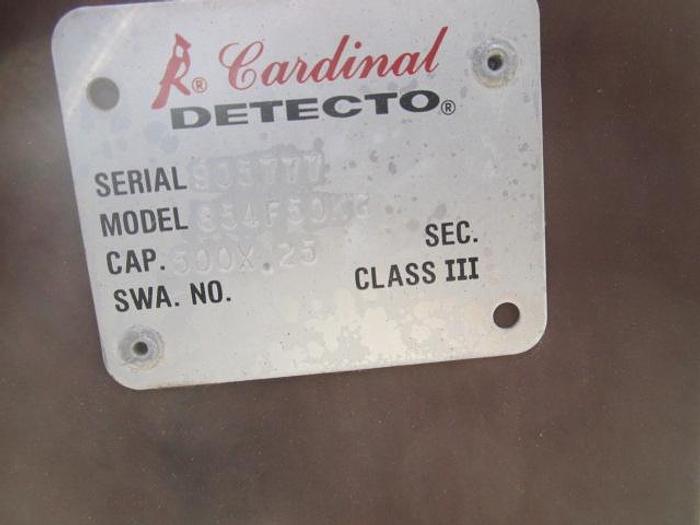 R® Cardinal
DETECTO®
SERIAL
MODEL
CAP. 500X.25
SEC.
SWA. NO.
CLASS III